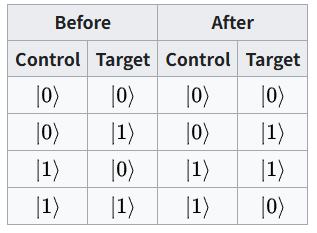 Before After
Control Target Control Target
|0⟩ |0⟩ |0⟩ |0⟩
|0⟩ |1⟩ |0⟩ |1⟩
|1⟩ |0⟩ |1⟩ |1⟩
|1⟩ |1⟩ |1⟩ |0⟩